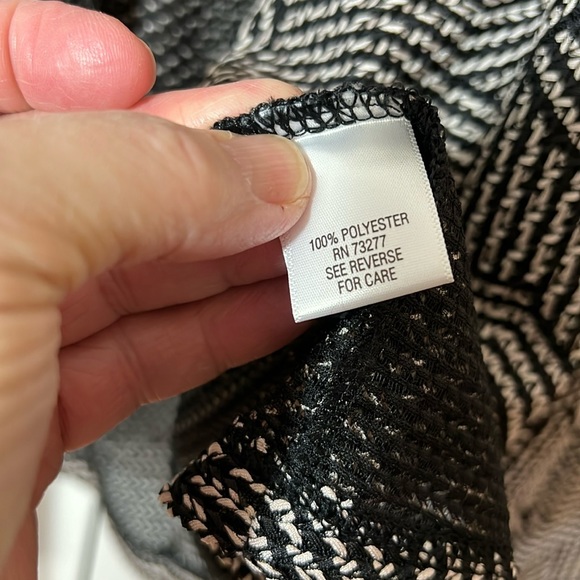 100% POLYESTER
RN 73277
SEE REVERSE
FOR CARE